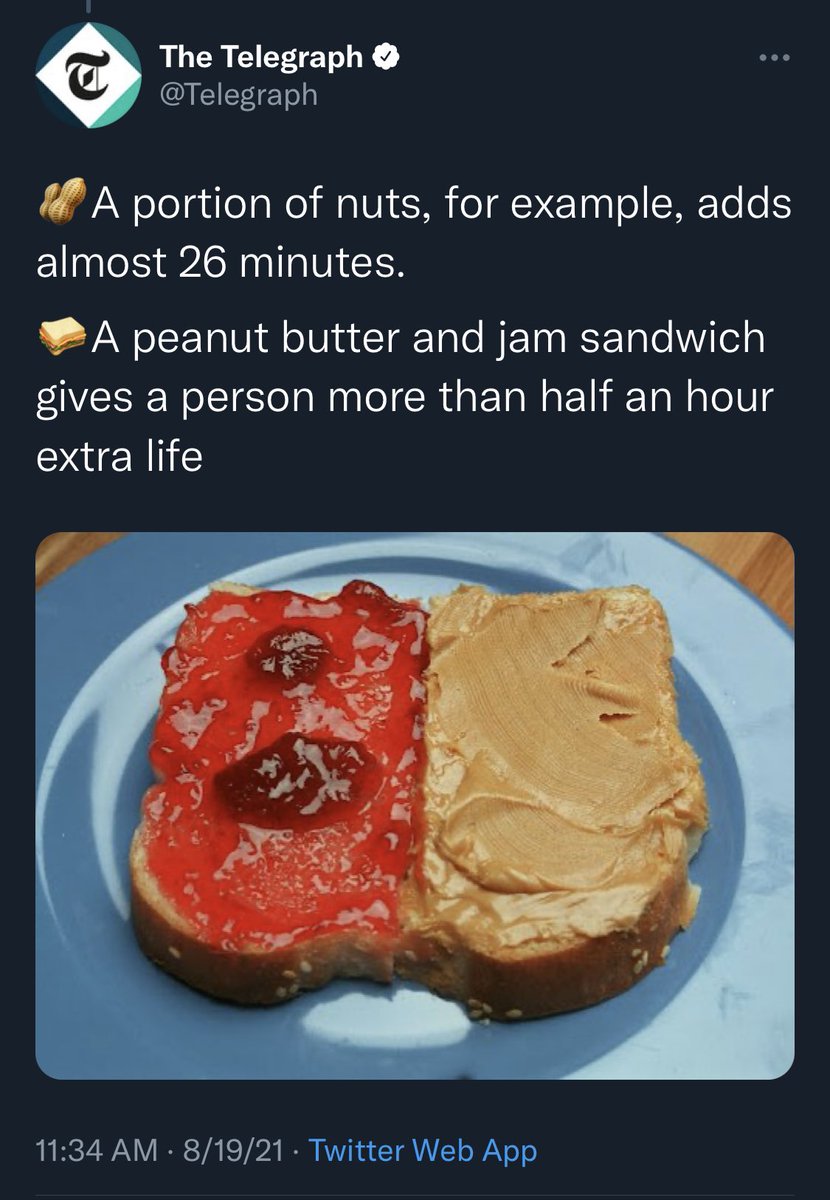 The Telegraph
@Telegraph
🥜A portion of nuts, for example, adds
almost 26 minutes.
🥪A peanut butter and jam sandwich
gives a person more than half an hour
extra life
11:34 AM · 8/19/21 · Twitter Web App